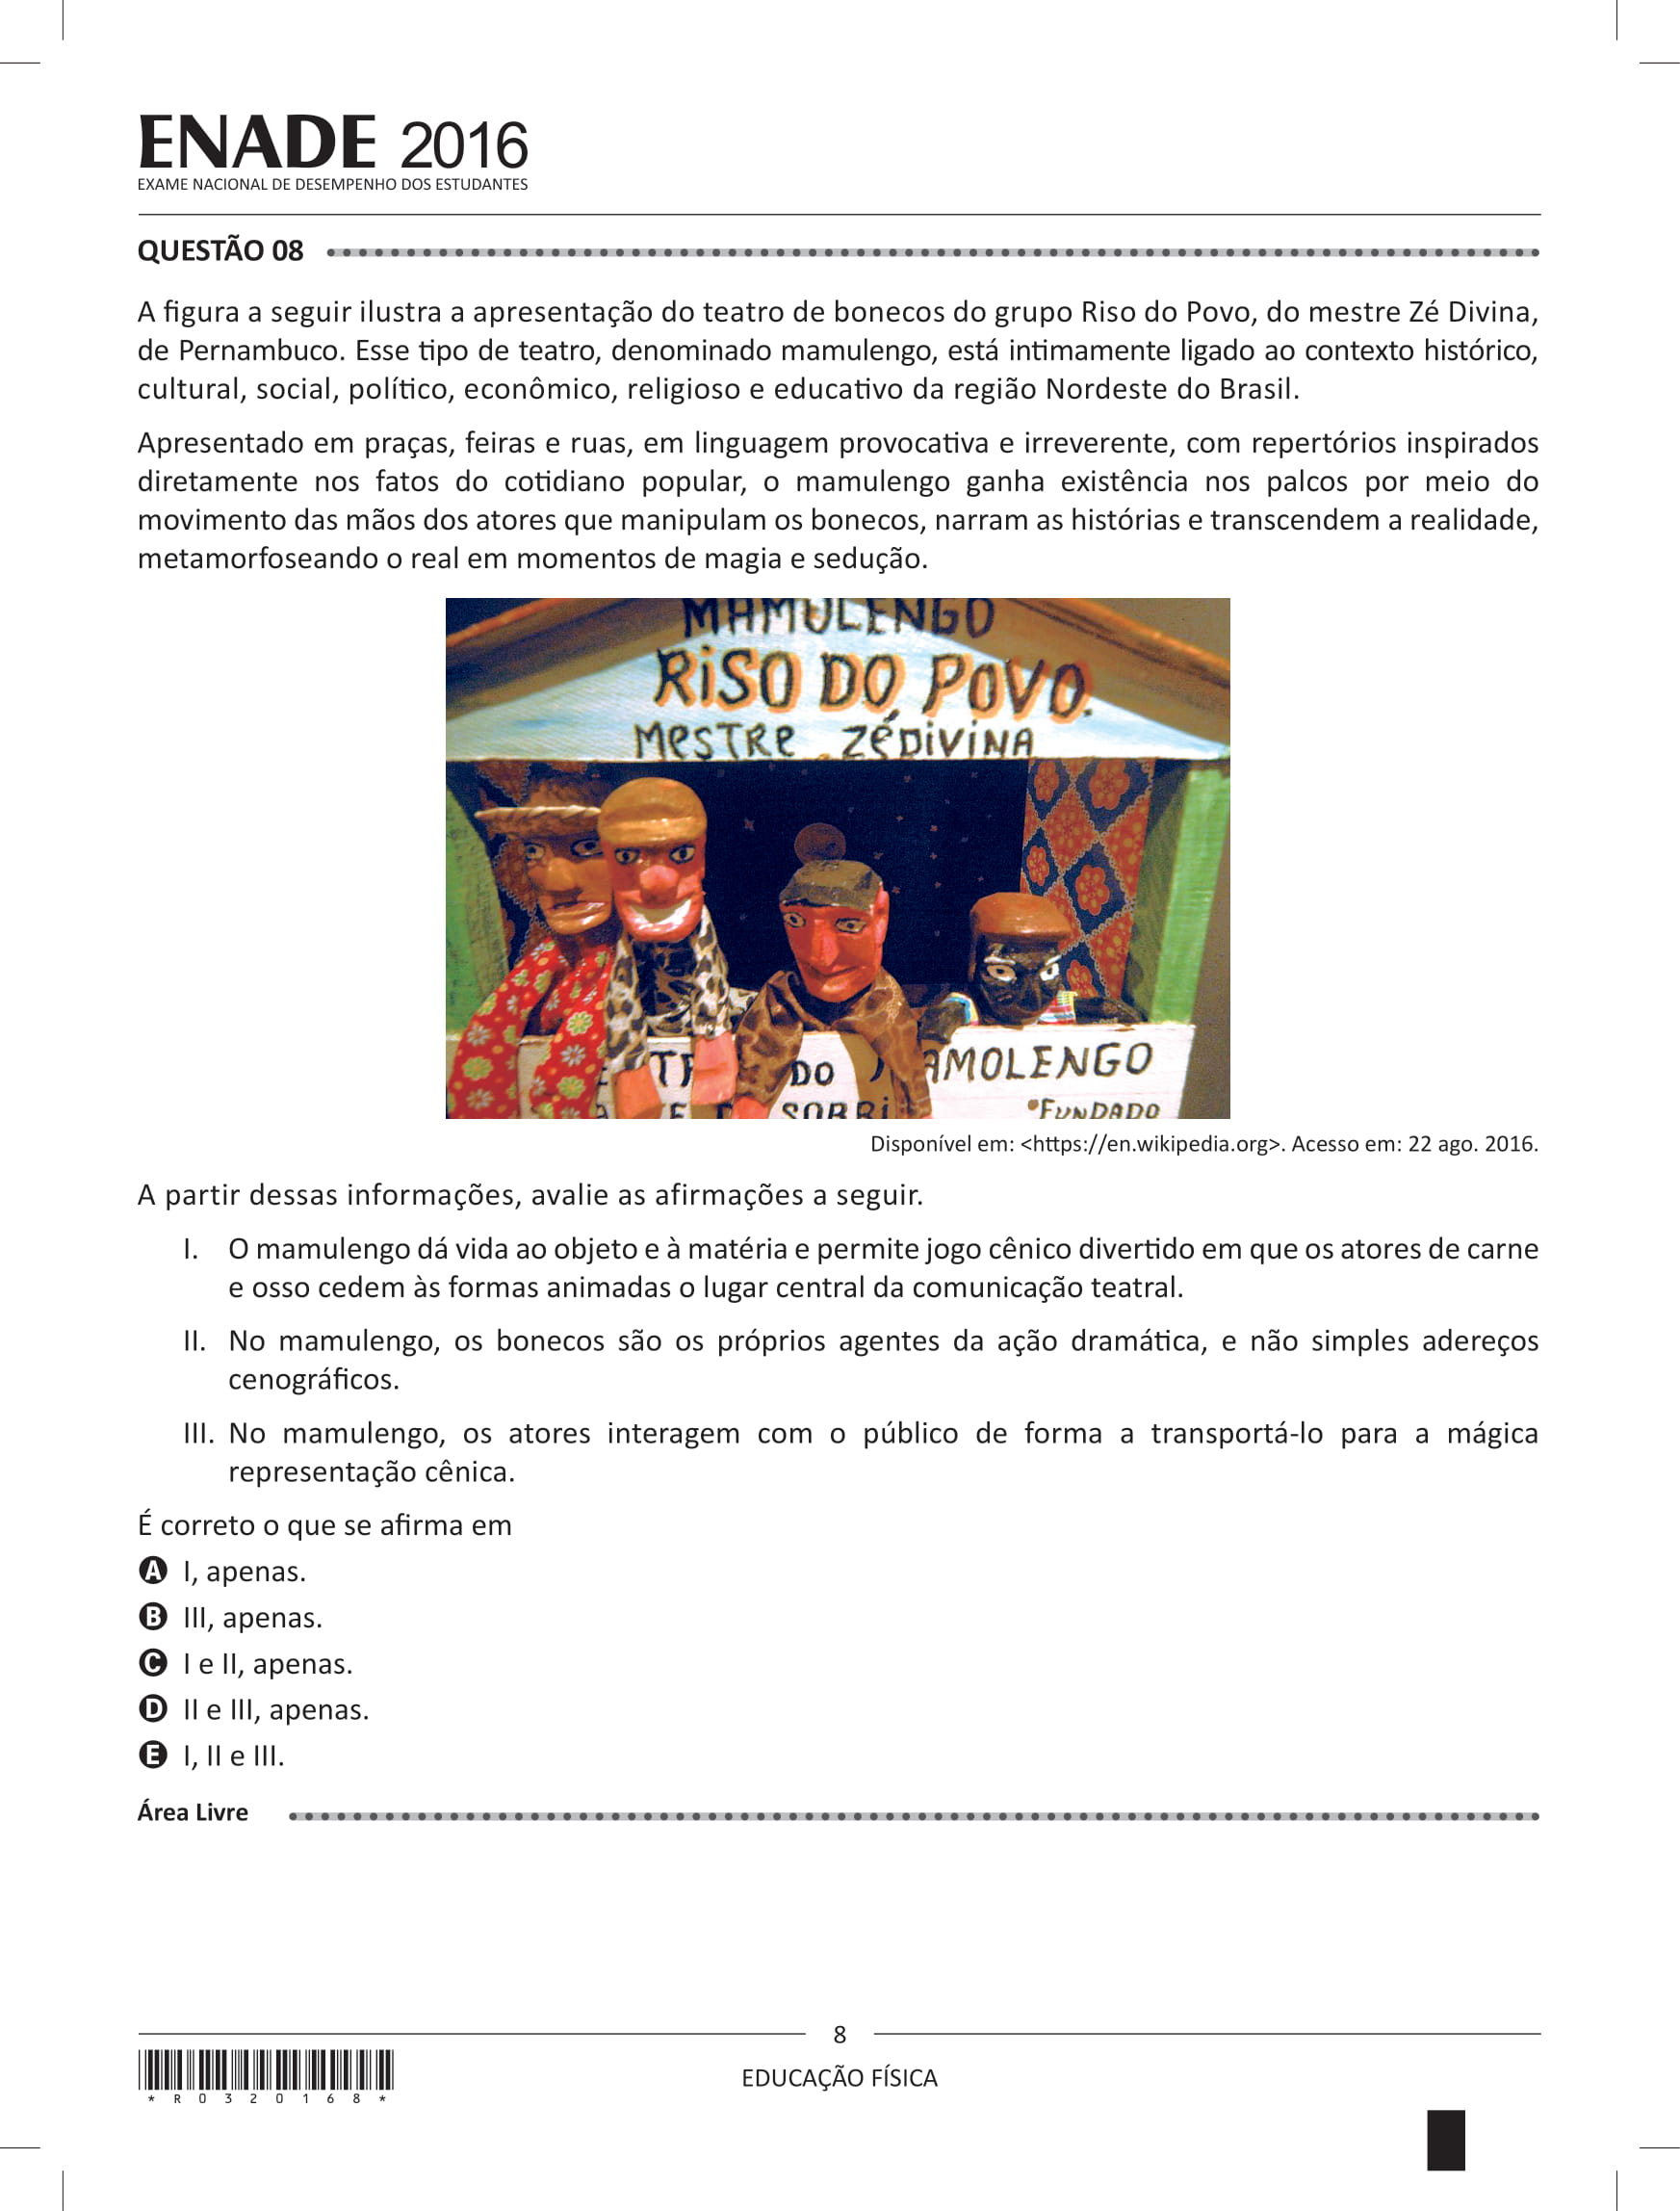 ENADE 2016
EXAME NACIONAL DE DESEMPENHO DOS ESTUDANTES
QUESTÃO 08
A figura a seguir ilustra a apresentação do teatro de bonecos do grupo Riso do Povo, do mestre Zé Divina,
de Pernambuco. Esse tipo de teatro, denominado mamulengo, está intimamente ligado ao contexto histórico,
cultural, social, político, econômico, religioso e educativo da região Nordeste do Brasil.
Apresentado em praças, feiras e ruas, em linguagem provocativa e irreverente, com repertórios inspirados
diretamente nos fatos do cotidiano popular, o mamulengo ganha existência nos palcos por meio do
movimento das mãos dos atores que manipulam os bonecos, narram as histórias e transcendem a realidade,
metamorfoseando o real em momentos de magia e sedução.
MAMULENGO
RiSO DO POVO.
MeSTRe ZéDiViNA
DO AMOLENGO
SORRi FUNDADO
Disponível em: <https://en.wikipedia.org>. Acesso em: 22 ago. 2016.
A partir dessas informações, avalie as afirmações a seguir.
I. O mamulengo dá vida ao objeto e à matéria e permite jogo cênico divertido em que os atores de carne
e osso cedem às formas animadas o lugar central da comunicação teatral.
II. No mamulengo, os bonecos são os próprios agentes da ação dramática, e não simples adereços
cenográficos.
III. No mamulengo, os atores interagem com o público de forma a transportá-lo para a mágica
representação cênica.
É correto o que se afirma em
A I, apenas.
B III, apenas.
C I e II, apenas.
D II e III, apenas.
E I, II e III.
Área Livre
8
EDUCAÇÃO FÍSICA
* R 0 3 2 0 1 6 8 *